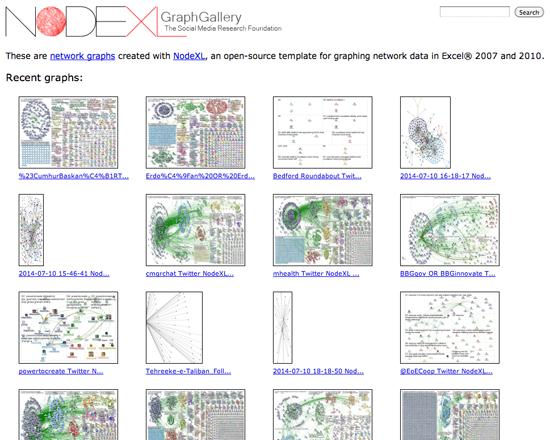 NODEXL GraphGallery
The Social Media Research Foundation
Search
These are network graphs created with NodeXL, an open-source template for graphing network data in Excel® 2007 and 2010.
Recent graphs:
%23CumhurBaskan%C4%B1RT...
Erdo%C4%9Fan%20OR%20Erd...
Bedford Roundabout Twit...
2014-07-10 16-18-17 Nod...
2014-07-10 15-46-41 Nod...
cmgrchat Twitter NodeXL...
mhealth Twitter NodeXL ...
BBGgov OR BBGinnovate T...
powertocreate Twitter N...
Tehreeke-e-Taliban_Foll...
2014-07-10 18-18-50 Nod...
@EoECoop Twitter NodeXL...